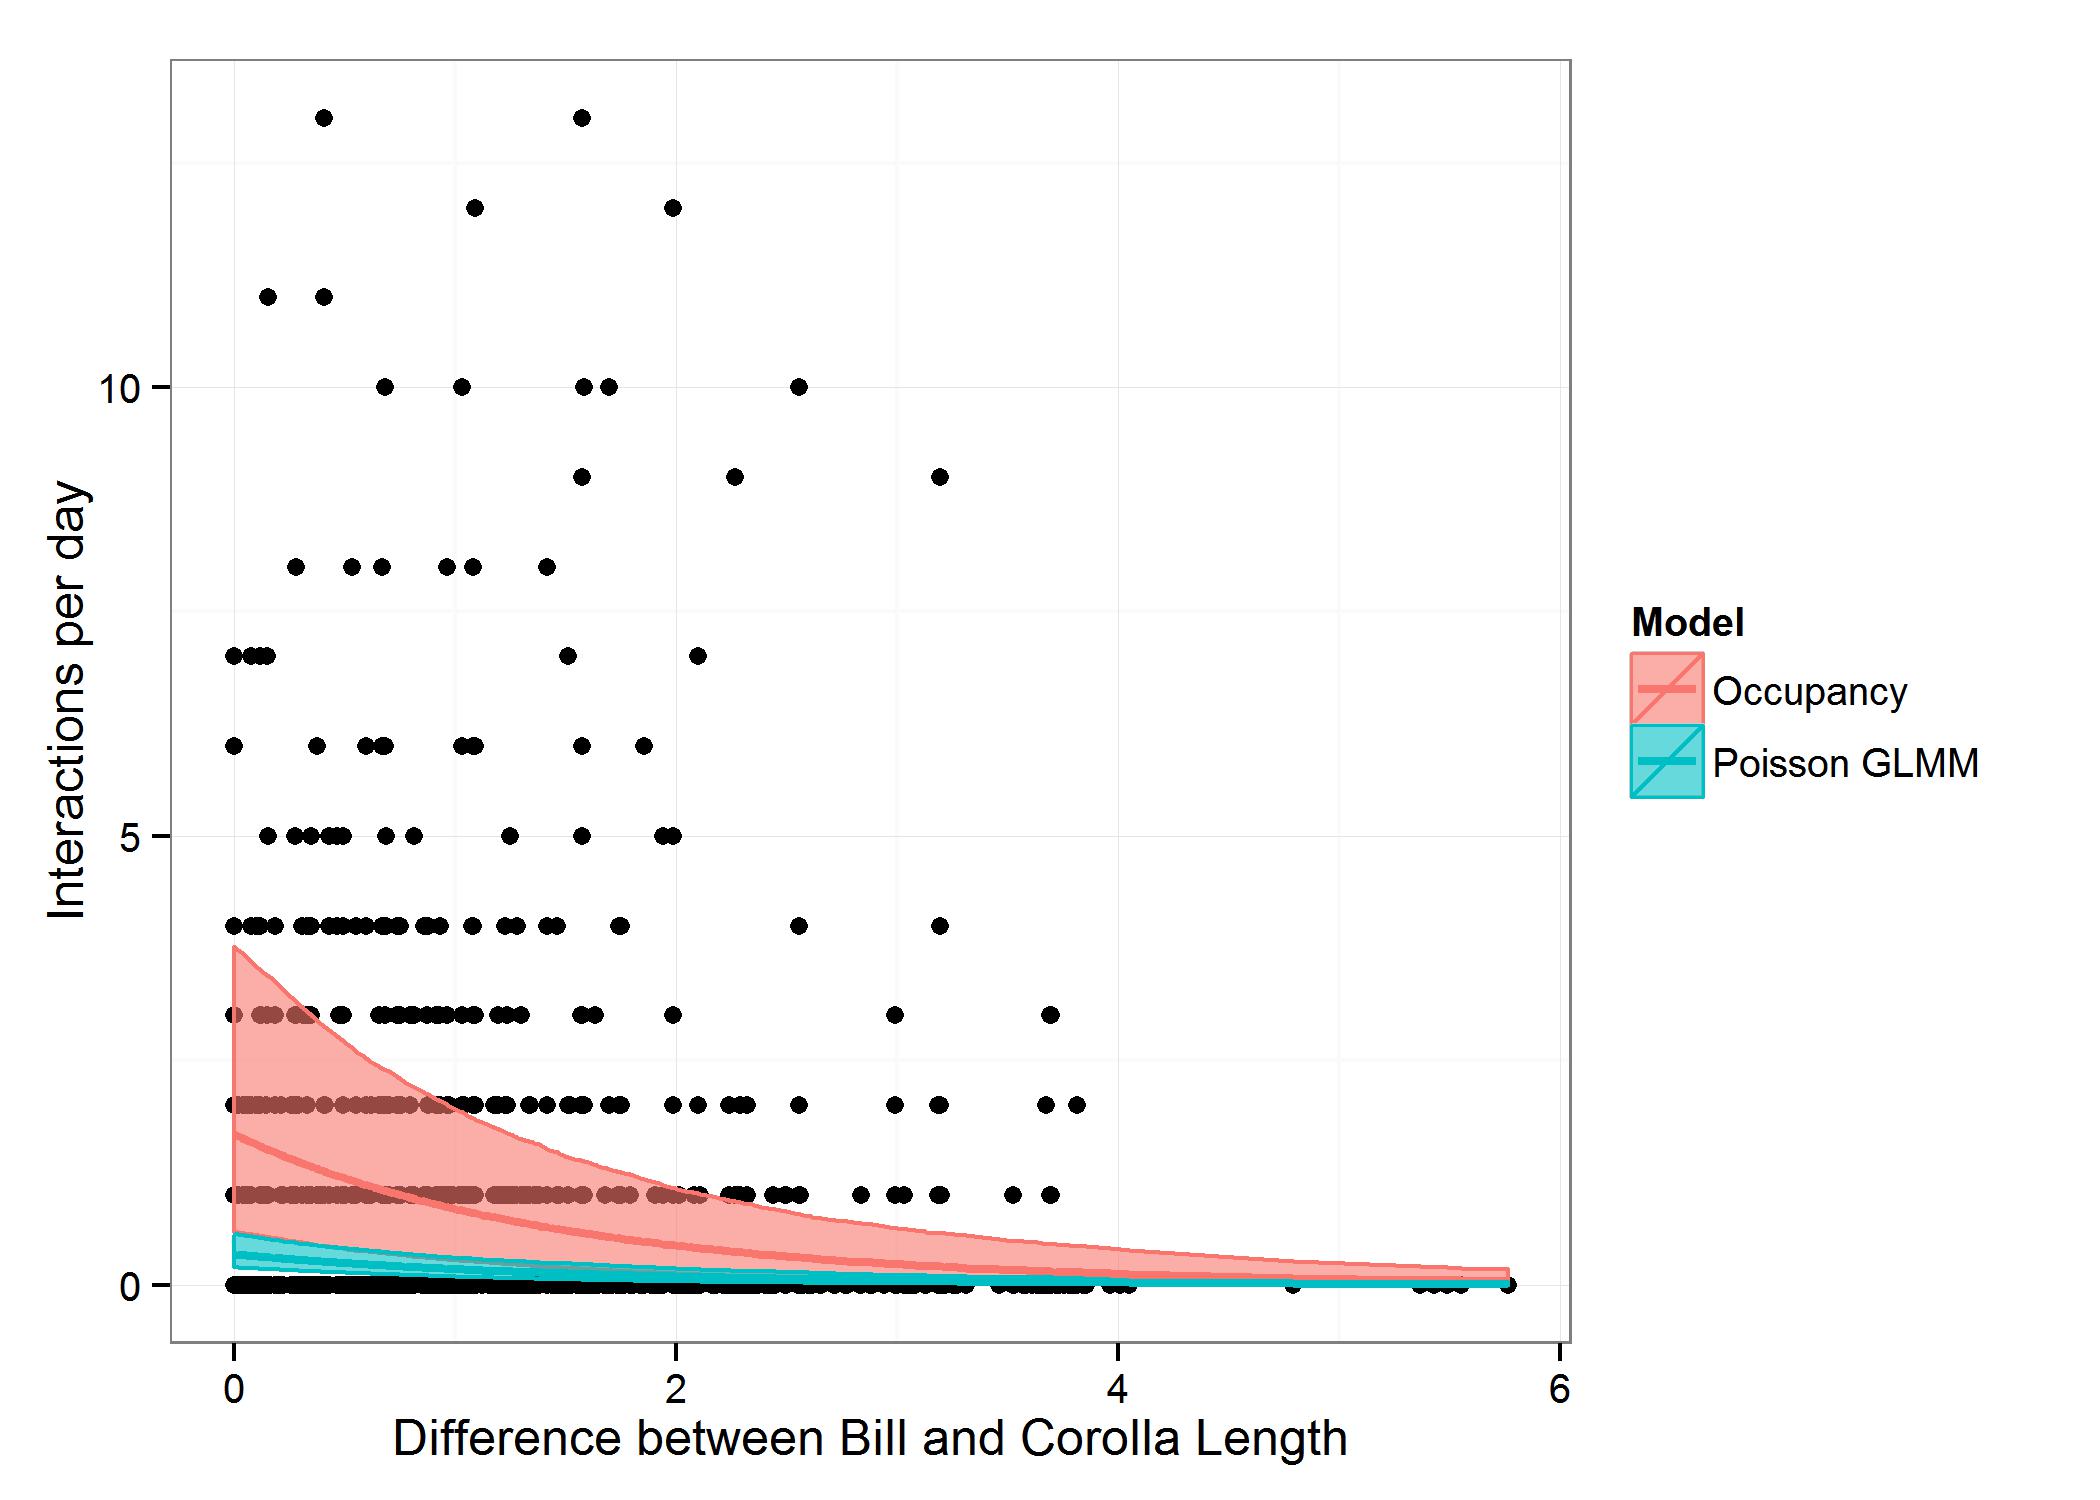 Interactions per day
10
5
0
0 2 4 6
Difference between Bill and Corolla Length
Model
Occupancy
Poisson GLMM